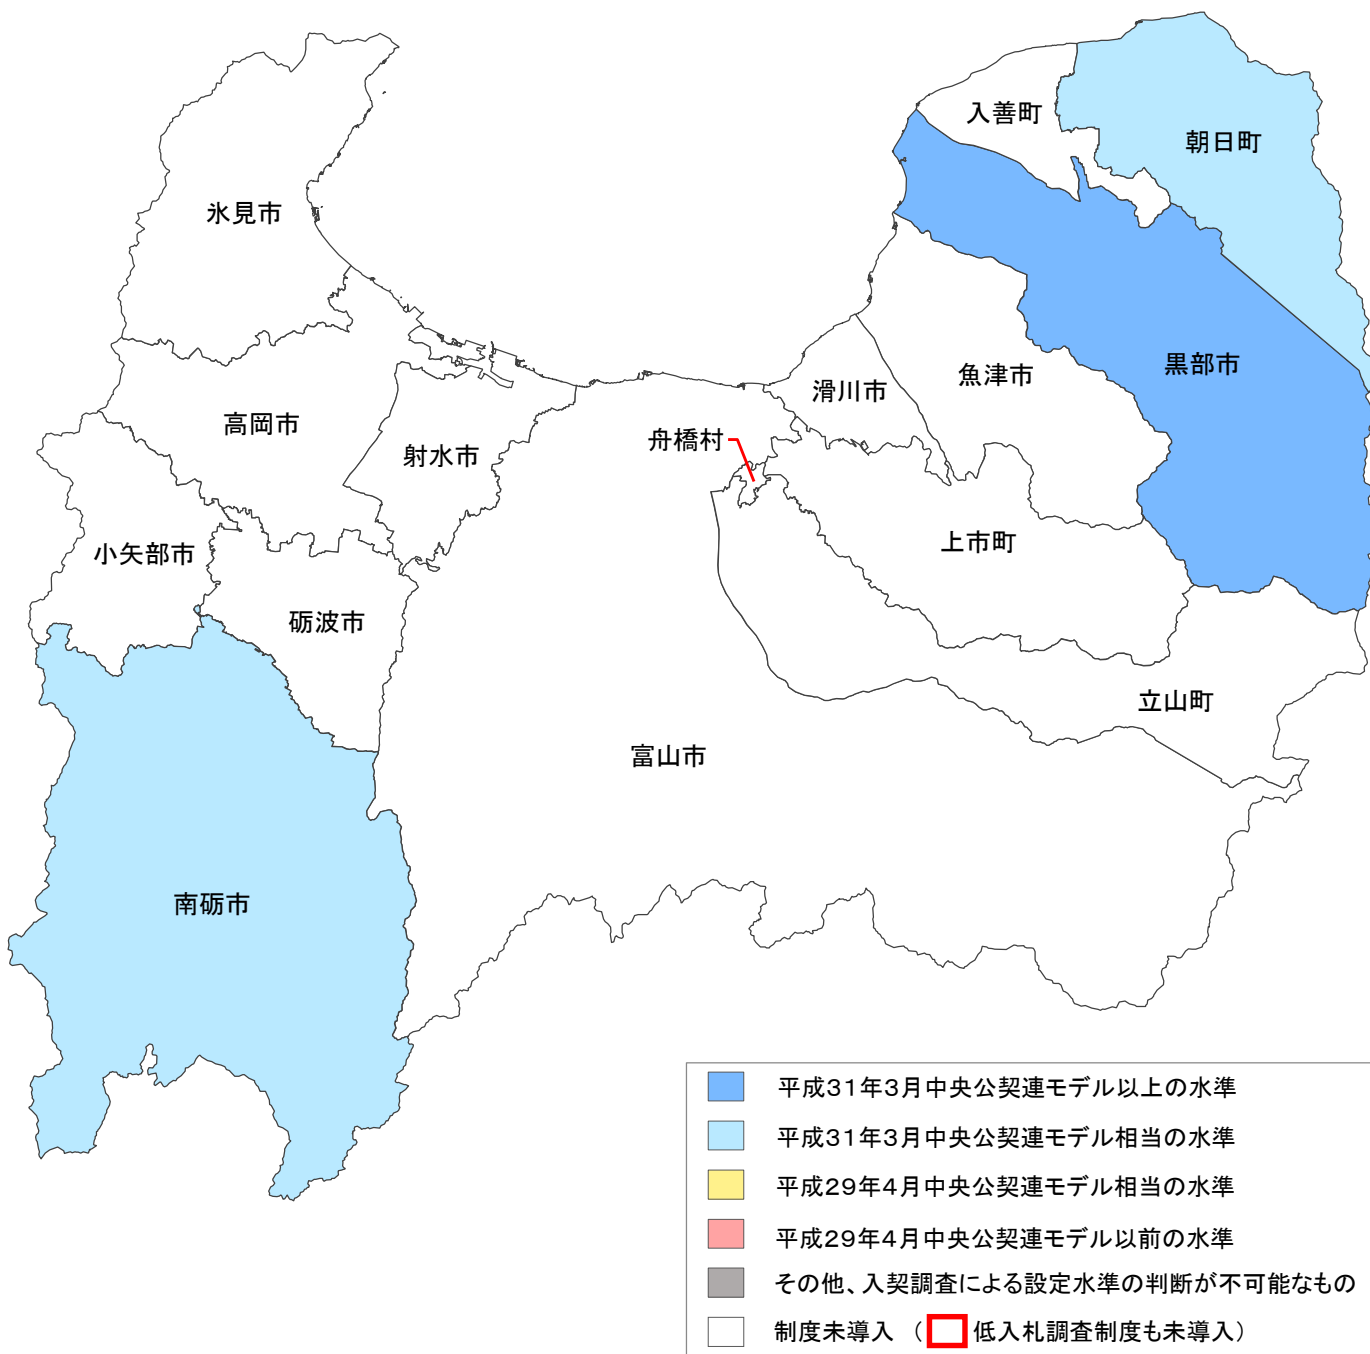 入善町
朝日町
氷見市
黒部市
魚津市
滑川市
高岡市
舟橋村
射水市
上市町
小矢部市
砺波市
立山町
富山市
南砺市
平成31年3月中央公契連モデル以上の水準
平成31年3月中央公契連モデル相当の水準
平成29年4月中央公契連モデル相当の水準
平成29年4月中央公契連モデル以前の水準
その他、入契調査による設定水準の判断が不可能なもの
制度未導入 ( 低入札調査制度も未導入)